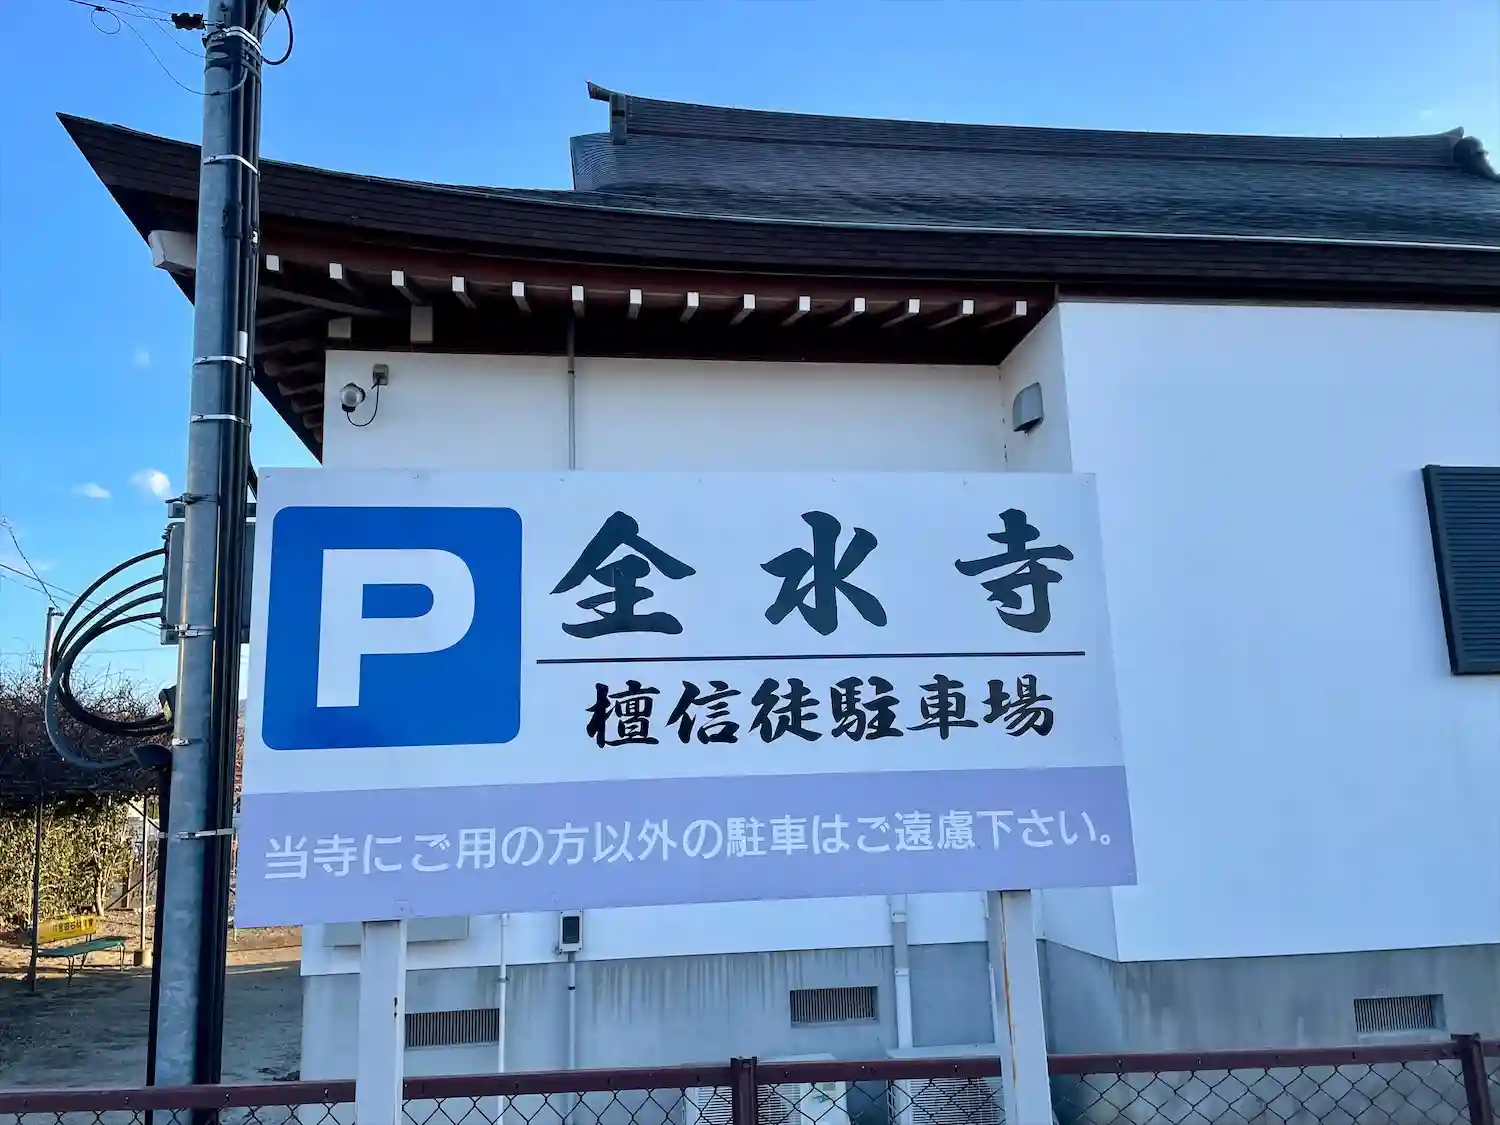 P
全水寺
檀信徒駐車場
当寺にご用の方以外の駐車はご遠慮下さい。